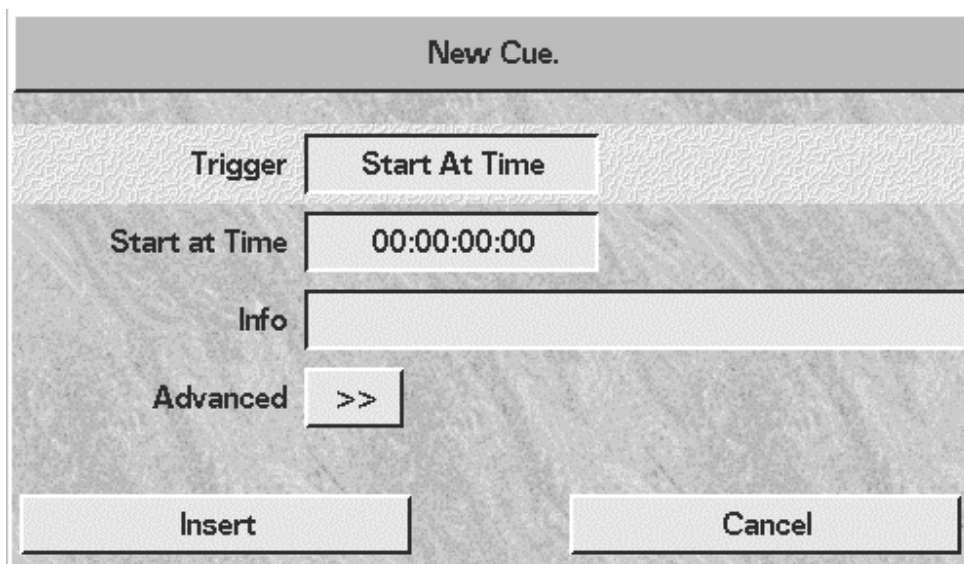 New Cue.
Trigger Start At Time
Start at Time 00:00:00:00
Info
Advanced >>
Insert Cancel